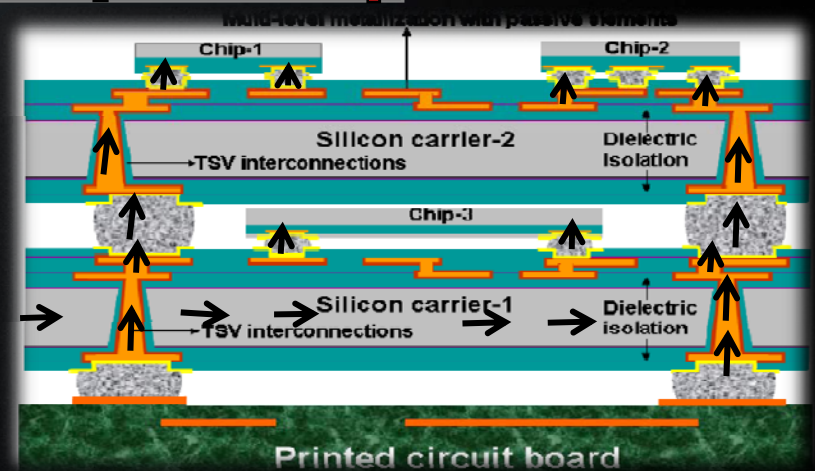 Multi-level metallization with passive elements
Chip-1
Chip-2
Silicon carrier-2
Dielectric
Isolation
TSV interconnections
Chip-3
Silicon carrier-1
Dielectric
isolation
TSV interconnections
Printed circuit board